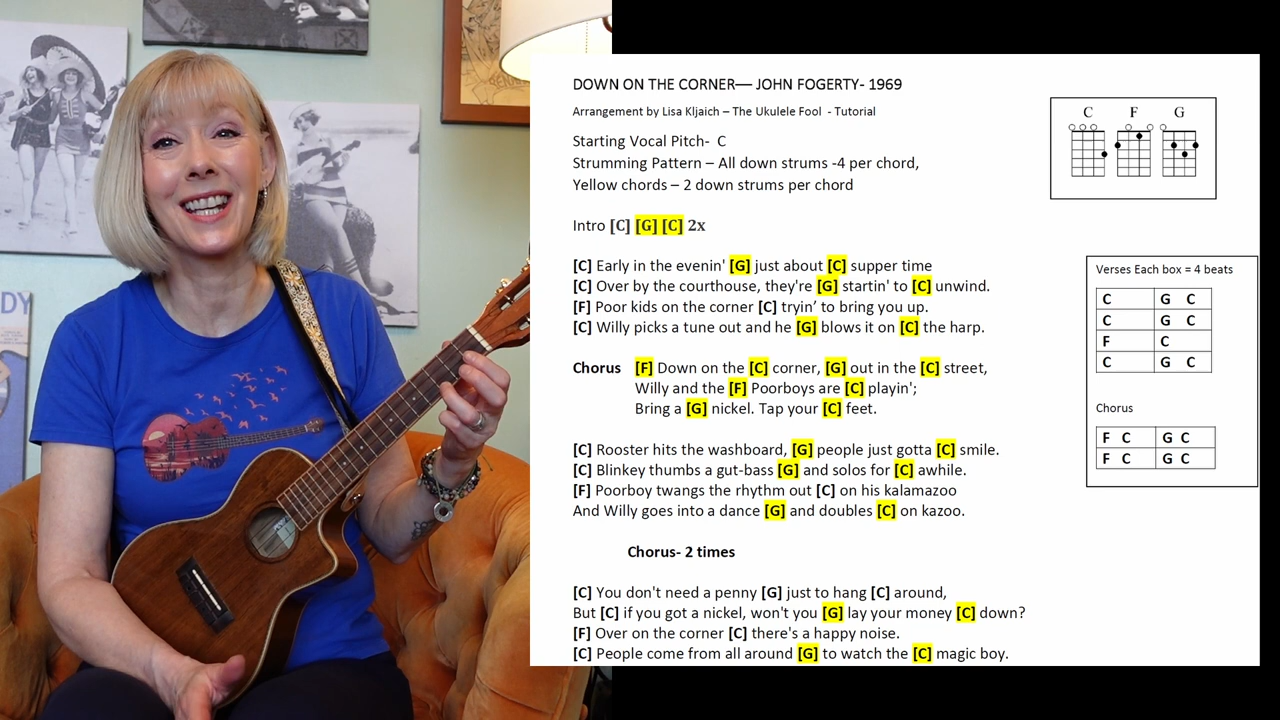 DY
DOWN ON THE CORNER— JOHN FOGERTY- 1969
Arrangement by Lisa Kljaich – The Ukulele Fool - Tutorial
Starting Vocal Pitch- C
Strumming Pattern – All down strums -4 per chord,
Yellow chords – 2 down strums per chord
C F G
Intro [C] [G] [C] 2x
[C] Early in the evenin' [G] just about [C] supper time
[C] Over by the courthouse, they're [G] startin' to [C] unwind.
[F] Poor kids on the corner [C] tryin’ to bring you up.
[C] Willy picks a tune out and he [G] blows it on [C] the harp.
Chorus [F] Down on the [C] corner, [G] out in the [C] street,
Willy and the [F] Poorboys are [C] playin';
Bring a [G] nickel. Tap your [C] feet.
[C] Rooster hits the washboard, [G] people just gotta [C] smile.
[C] Blinkey thumbs a gut-bass [G] and solos for [C] awhile.
[F] Poorboy twangs the rhythm out [C] on his kalamazoo
And Willy goes into a dance [G] and doubles [C] on kazoo.
Chorus- 2 times
[C] You don't need a penny [G] just to hang [C] around,
But [C] if you got a nickel, won't you [G] lay your money [C] down?
[F] Over on the corner [C] there's a happy noise.
[C] People come from all around [G] to watch the [C] magic boy.
Verses Each box = 4 beats
C G C
C G C
F C
C G C
Chorus
F C G C
F C G C